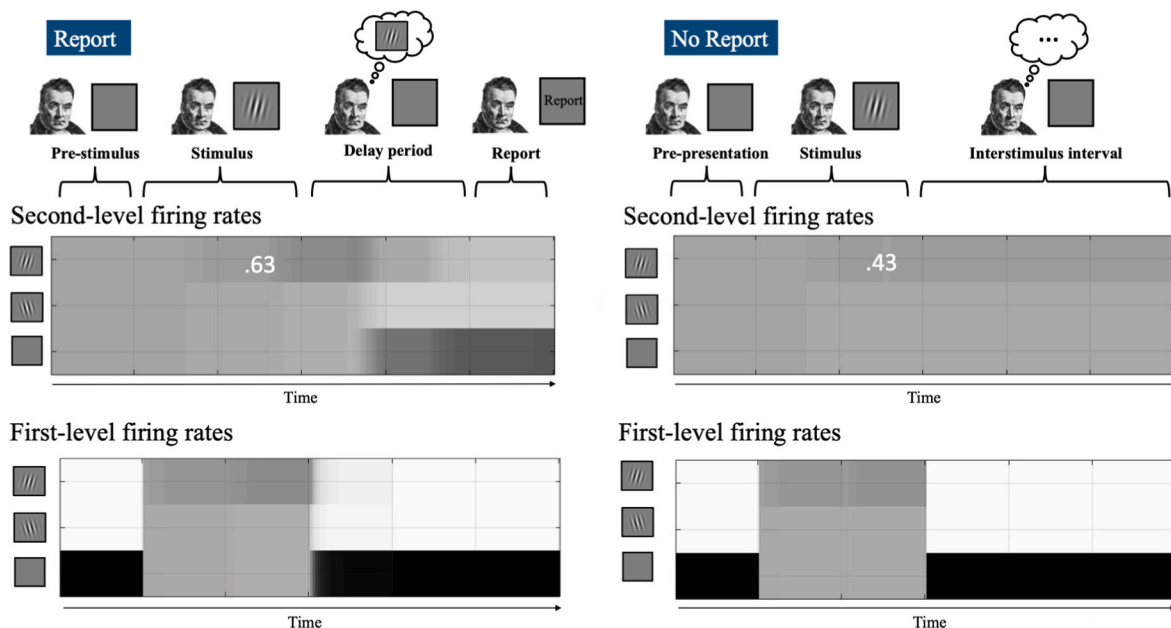 Report
No Report
...
Report
Pre-stimulus
Stimulus
Delay period
Report
Pre-presentation
Stimulus
Interstimulus interval
Second-level firing rates
Second-level firing rates
.63
.43
Time
Time
First-level firing rates
First-level firing rates
Time
Time